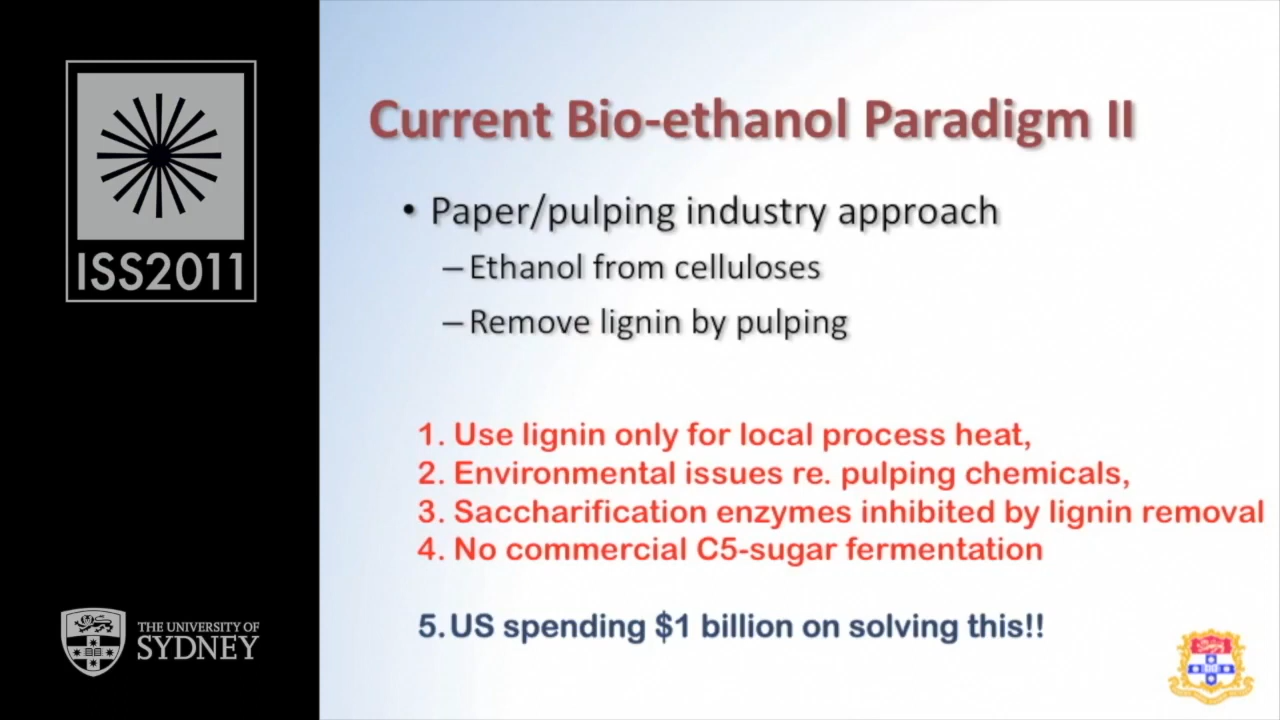 ISS2011
THE UNIVERSITY OF
SYDNEY
Current Bio-ethanol Paradigm II
• Paper/pulping industry approach
–Ethanol from celluloses
–Remove lignin by pulping
1. Use lignin only for local process heat,
2. Environmental issues re. pulping chemicals,
3. Saccharification enzymes inhibited by lignin removal
4. No commercial C5-sugar fermentation
5. US spending $1 billion on solving this!!